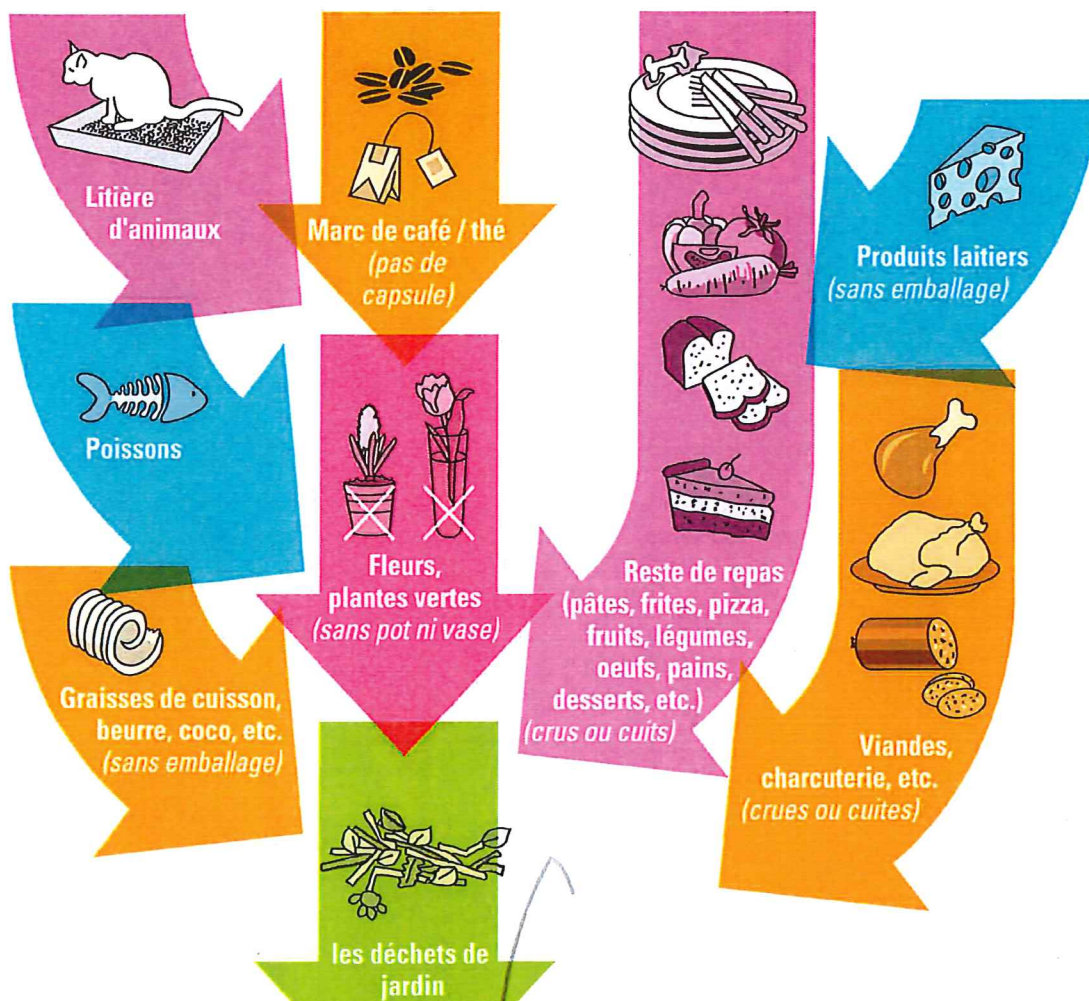 Litière
d'animaux
Marc de café / thé
(pas de
capsule)
Produits laitiers
(sans emballage)
Poissons
Fleurs,
plantes vertes
(sans pot ni vase)
Reste de repas
(pâtes, frites, pizza,
fruits, légumes,
oeufs, pains,
desserts, etc.)
(crus ou cuits)
Graisses de cuisson,
beurre, coco, etc.
(sans emballage)
Viandes,
charcuterie, etc.
(crues ou cuites)
les déchets de
jardin